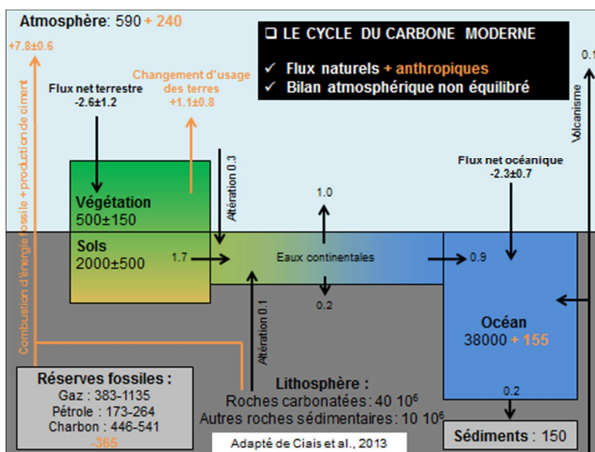 Atmosphère: 590 + 240
+7.8±0.6
❑ LE CYCLE DU CARBONE MODERNE
✓ Flux naturels + anthropiques
✓ Bilan atmosphérique non équilibré
0.1
Changement d'usage
des terres
+1.1±0.8
Flux net terrestre
-2.6±1.2
Combustion d'énergie fossile + production de ciment
Altération 0.3
1.0
Flux net océanique
-2.3±0.7
Volcanisme
Végétation
500±150
Sols
2000±500
1.7
Eaux continentales
0.9
0.2
Altération 0.1
Océan
38000 + 155
Réserves fossiles :
Gaz : 383-1135
Pétrole : 173-264
Charbon : 446-541
-365
Lithosphère :
Roches carbonatées: 40 10⁶
Autres roches sédimentaires: 10 10⁶
0.2
Adapté de Ciais et al., 2013
Sédiments : 150